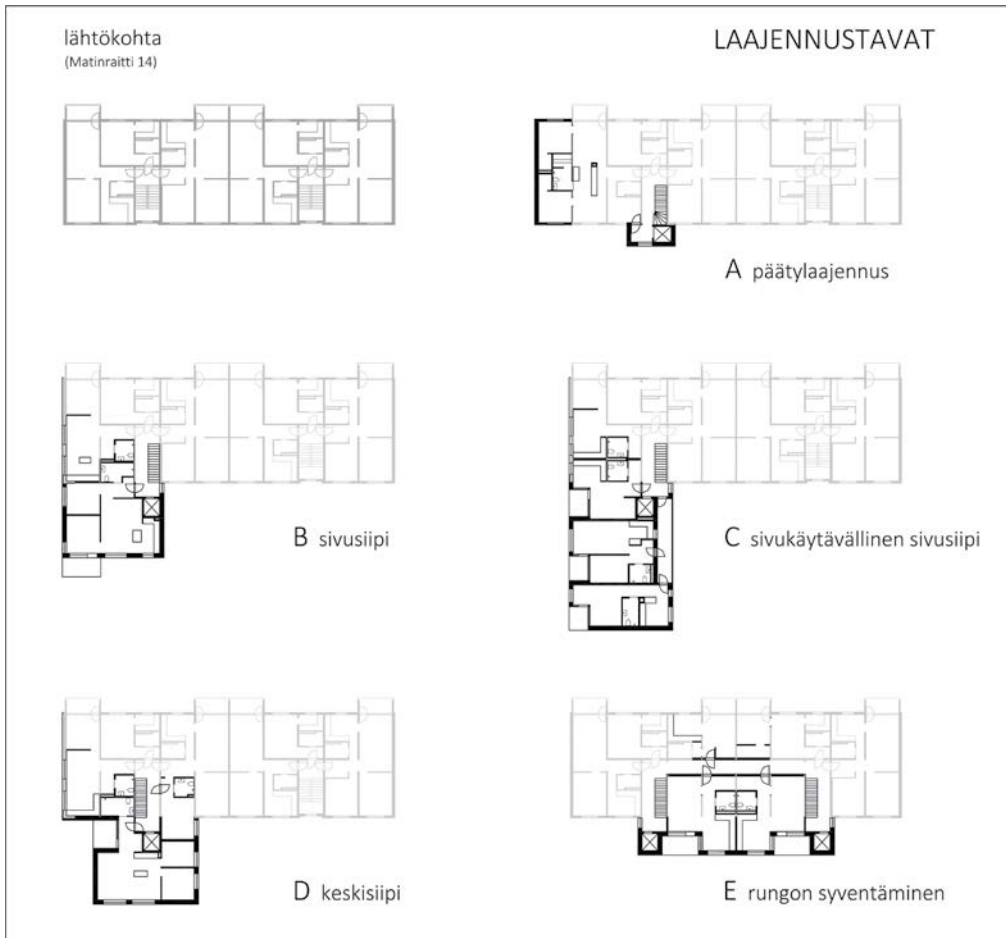 lähtökohta
(Matinraitti 14)
LAAJENNUSTAVAT
A päätylaajennus
B sivusiipi
C sivukäytävällinen sivusiipi
D keskisiipi
E rungon syventäminen